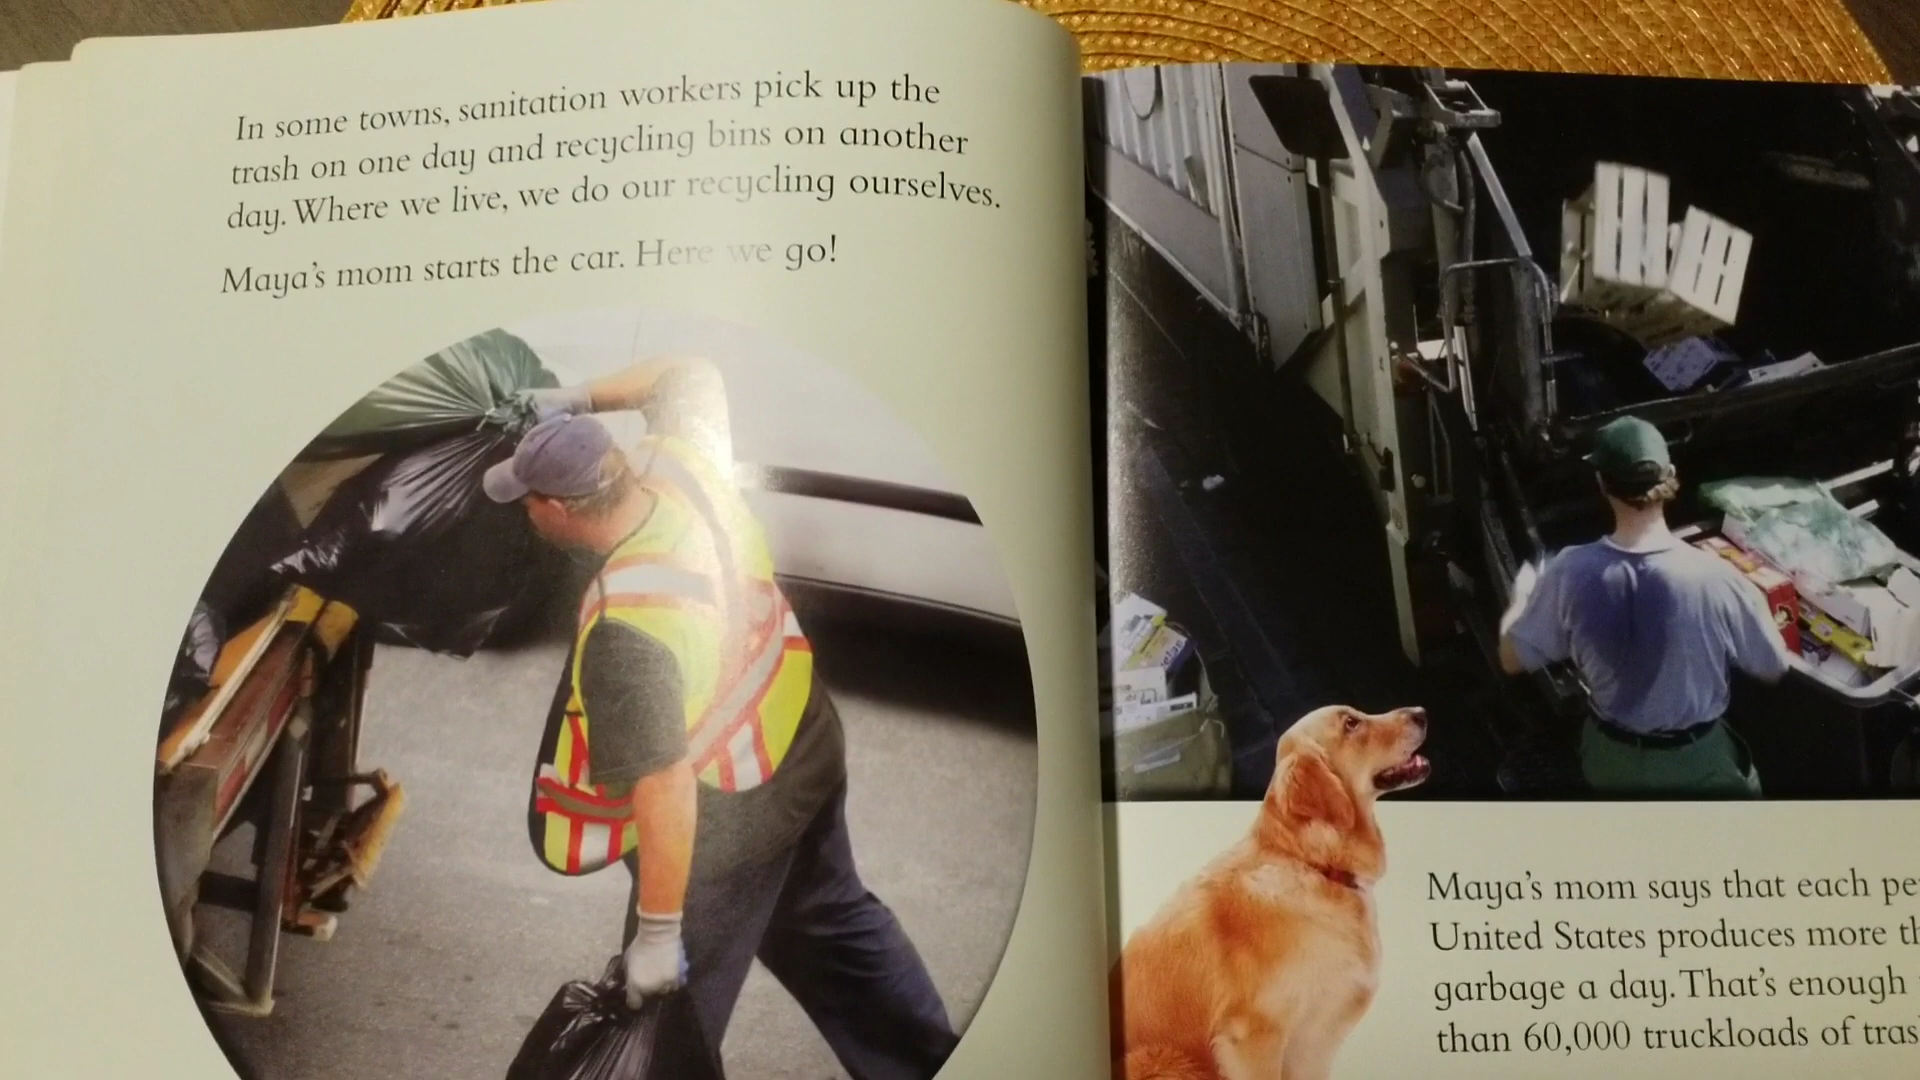 In some towns, sanitation workers pick up the
trash on one day and recycling bins on another
day. Where we live, we do our recycling ourselves.
Maya's mom starts the car. Here we go!
Maya's mom says that each
United States produces more
garbage a day. That's enough
than 60,000 truckloads of